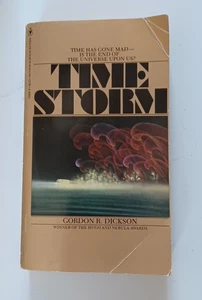 TIME HAS GONE MAD—
IS THE END OF
THE UNIVERSE UPON US?
TIME
STORM
GORDON R. DICKSON
WINNER OF THE HUGO AND NEBULA AWARDS